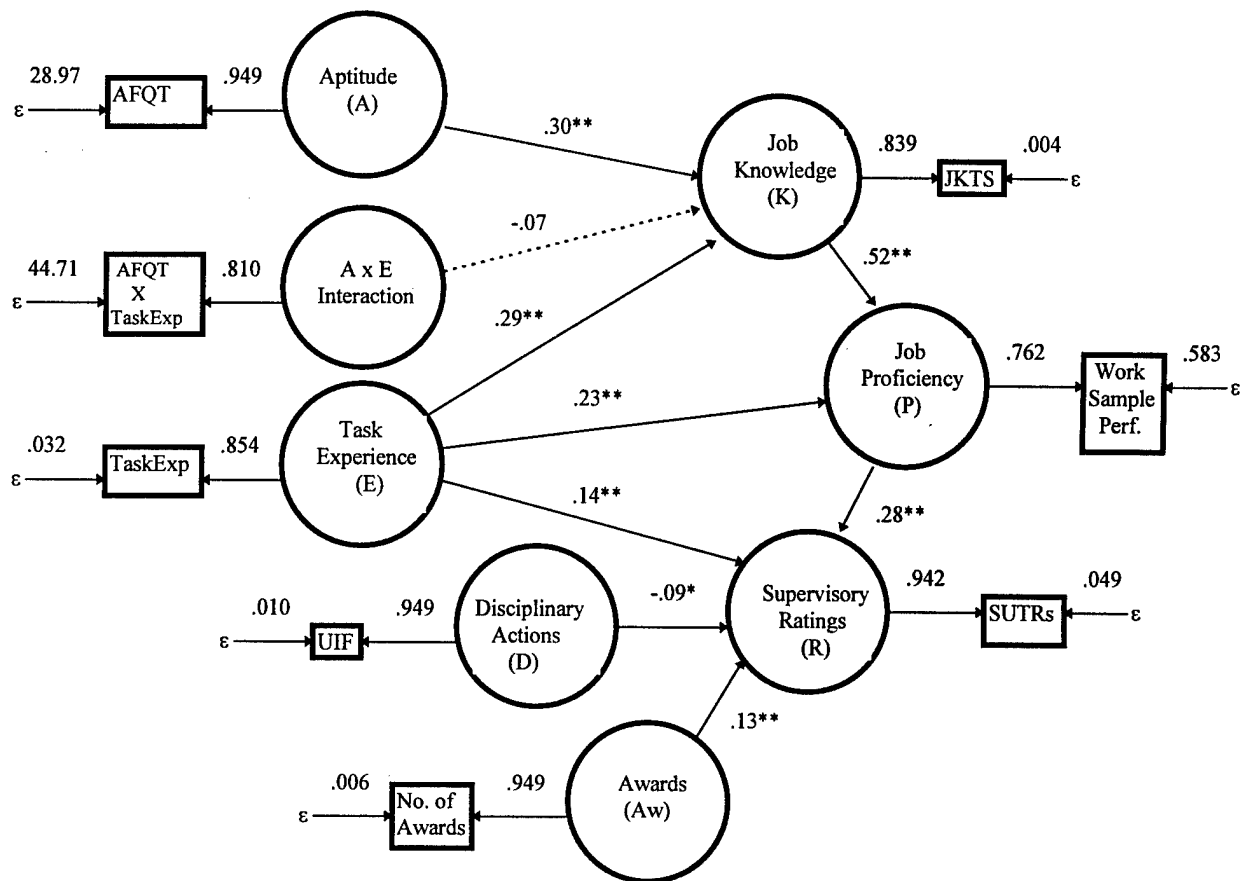 28.97
.949
AFQT
ε
Aptitude
(A)
.30**
Job
Knowledge
(K)
.839
.004
JKTS
ε
44.71
.810
AFQT
X
TaskExp
ε
A x E
Interaction
-.07
.52**
.29**
Job
Proficiency
(P)
.762
.583
Work
Sample
Perf.
ε
.032
.854
TaskExp
ε
Task
Experience
(E)
.23**
.14**
.28**
.010
.949
UIF
ε
Disciplinary
Actions
(D)
-.09*
Supervisory
Ratings
(R)
.942
.049
SUTRs
ε
.13**
.006
.949
No. of
Awards
ε
Awards
(Aw)